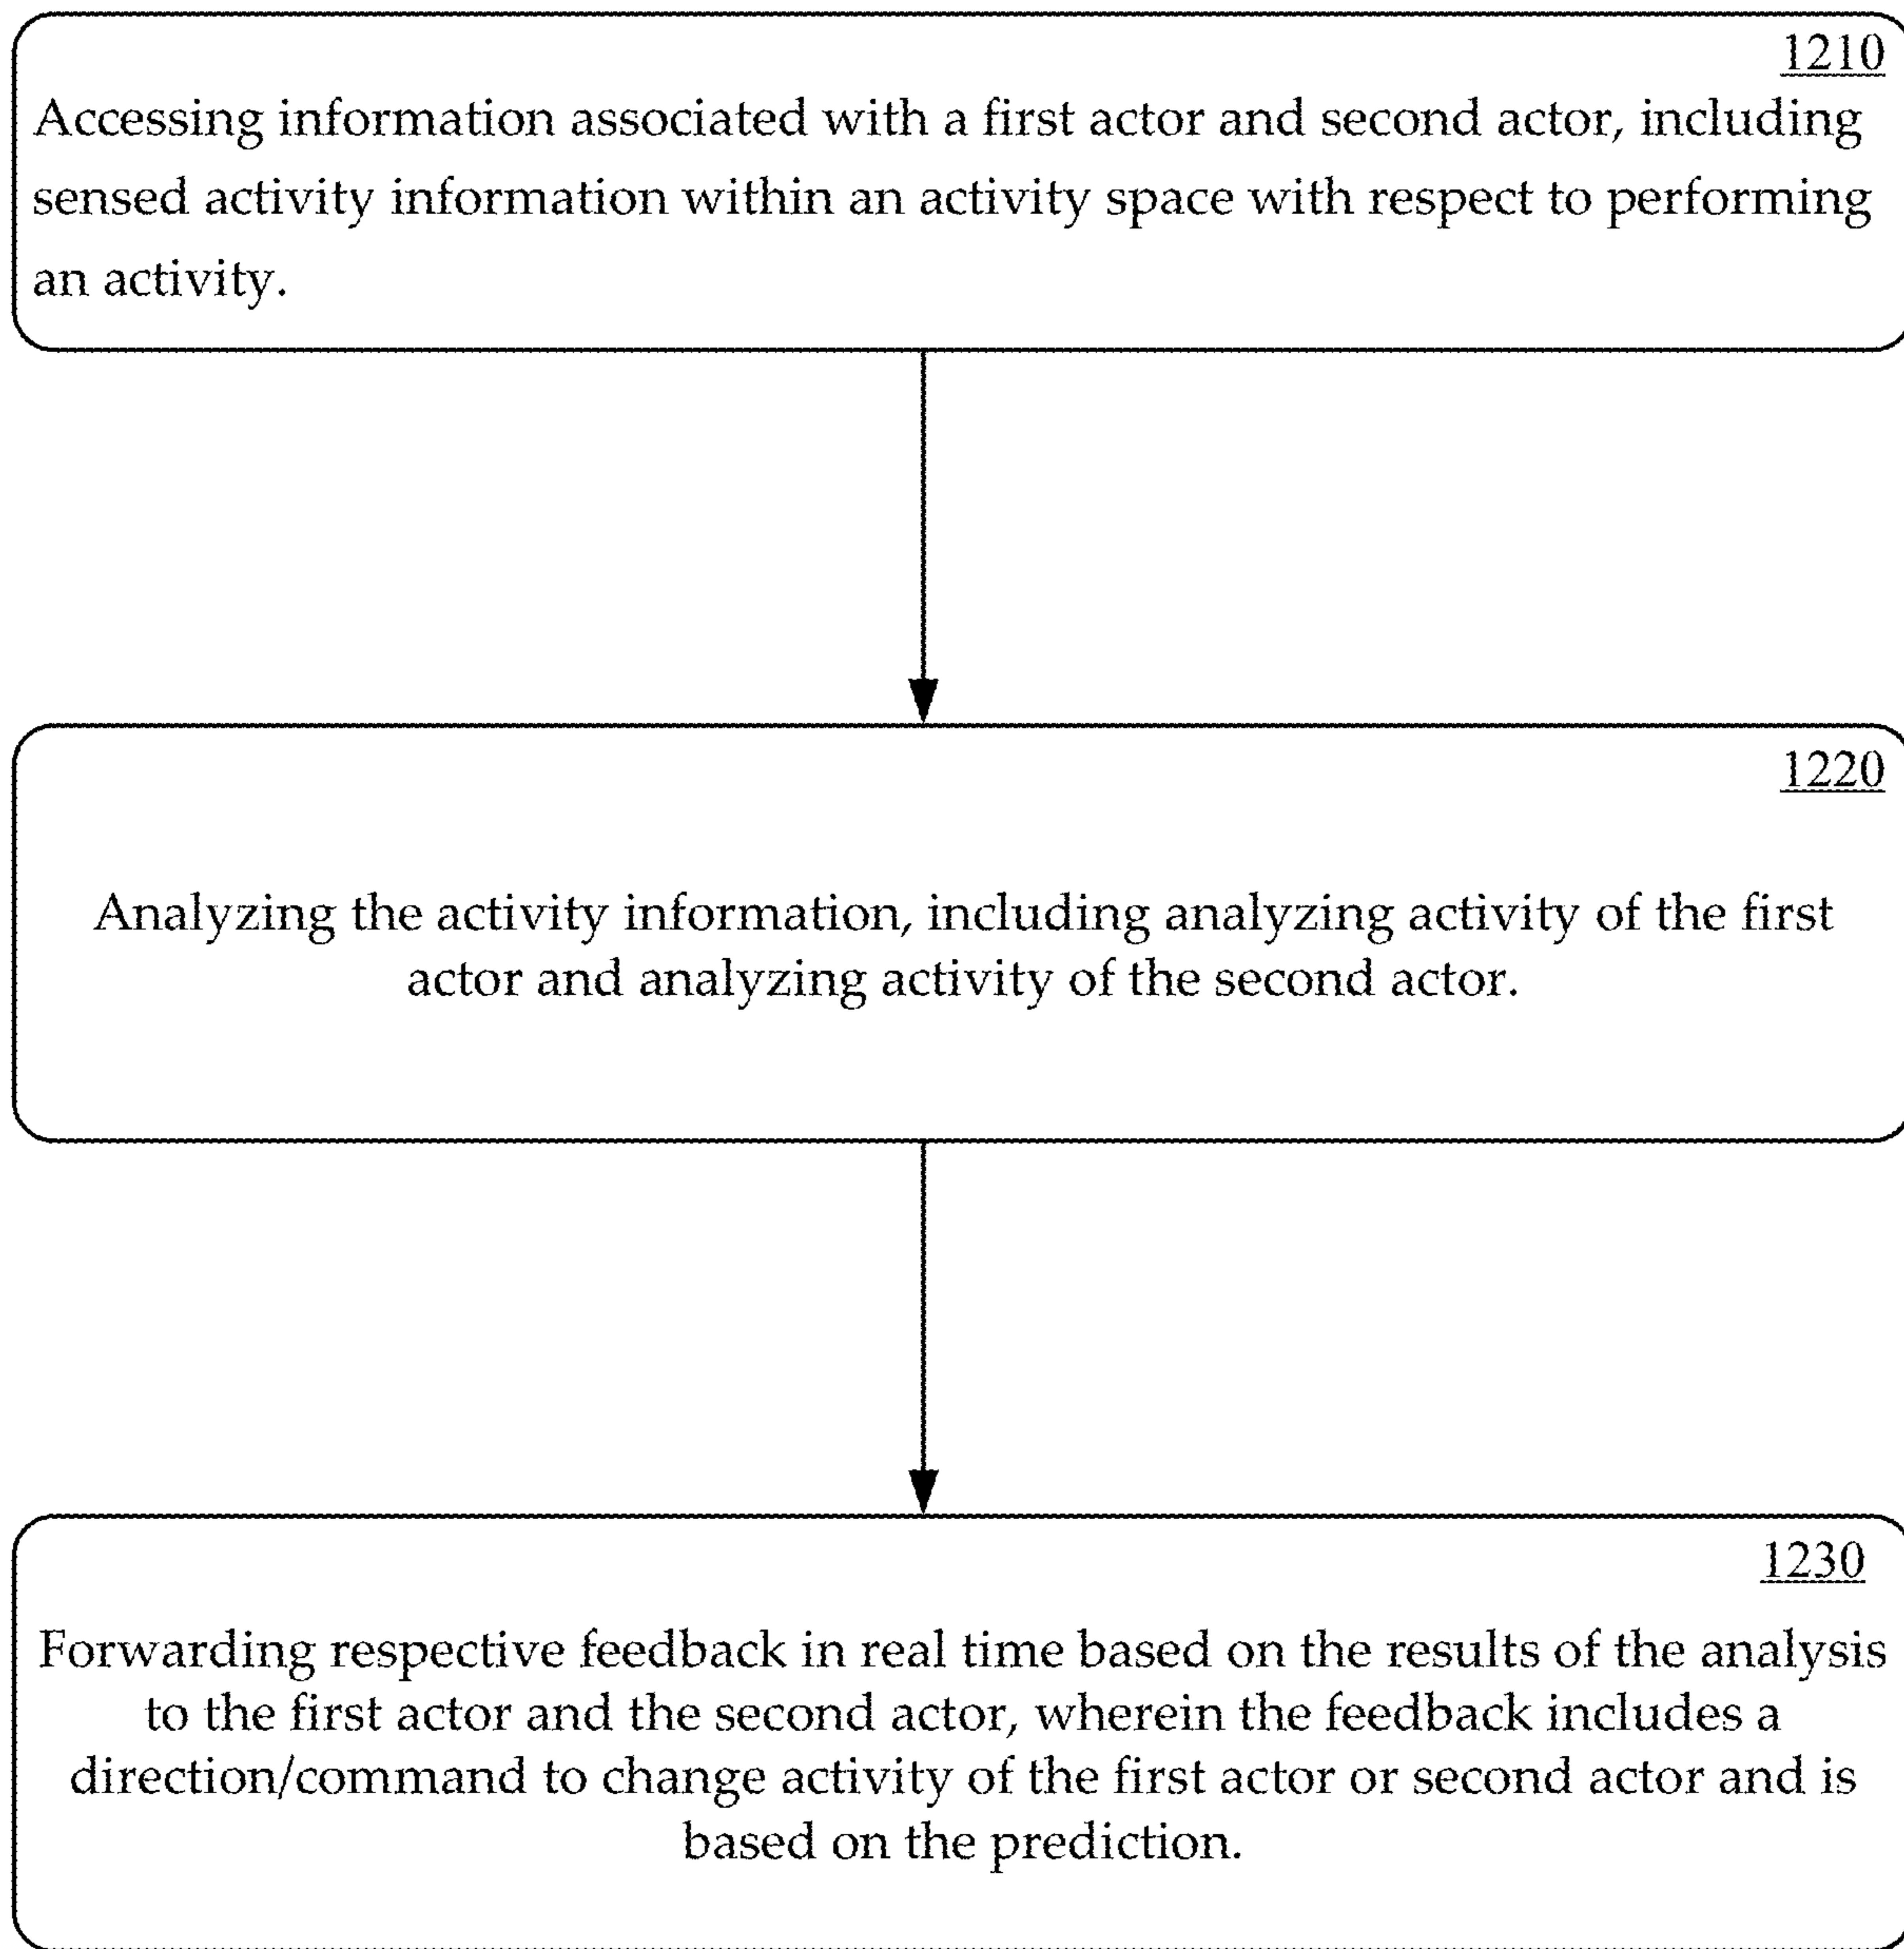 1210
Accessing information associated with a first actor and second actor, including
sensed activity information within an activity space with respect to performing
an activity.
1220
Analyzing the activity information, including analyzing activity of the first
actor and analyzing activity of the second actor.
1230
Forwarding respective feedback in real time based on the results of the analysis
to the first actor and the second actor, wherein the feedback includes a
direction/command to change activity of the first actor or second actor and is
based on the prediction.